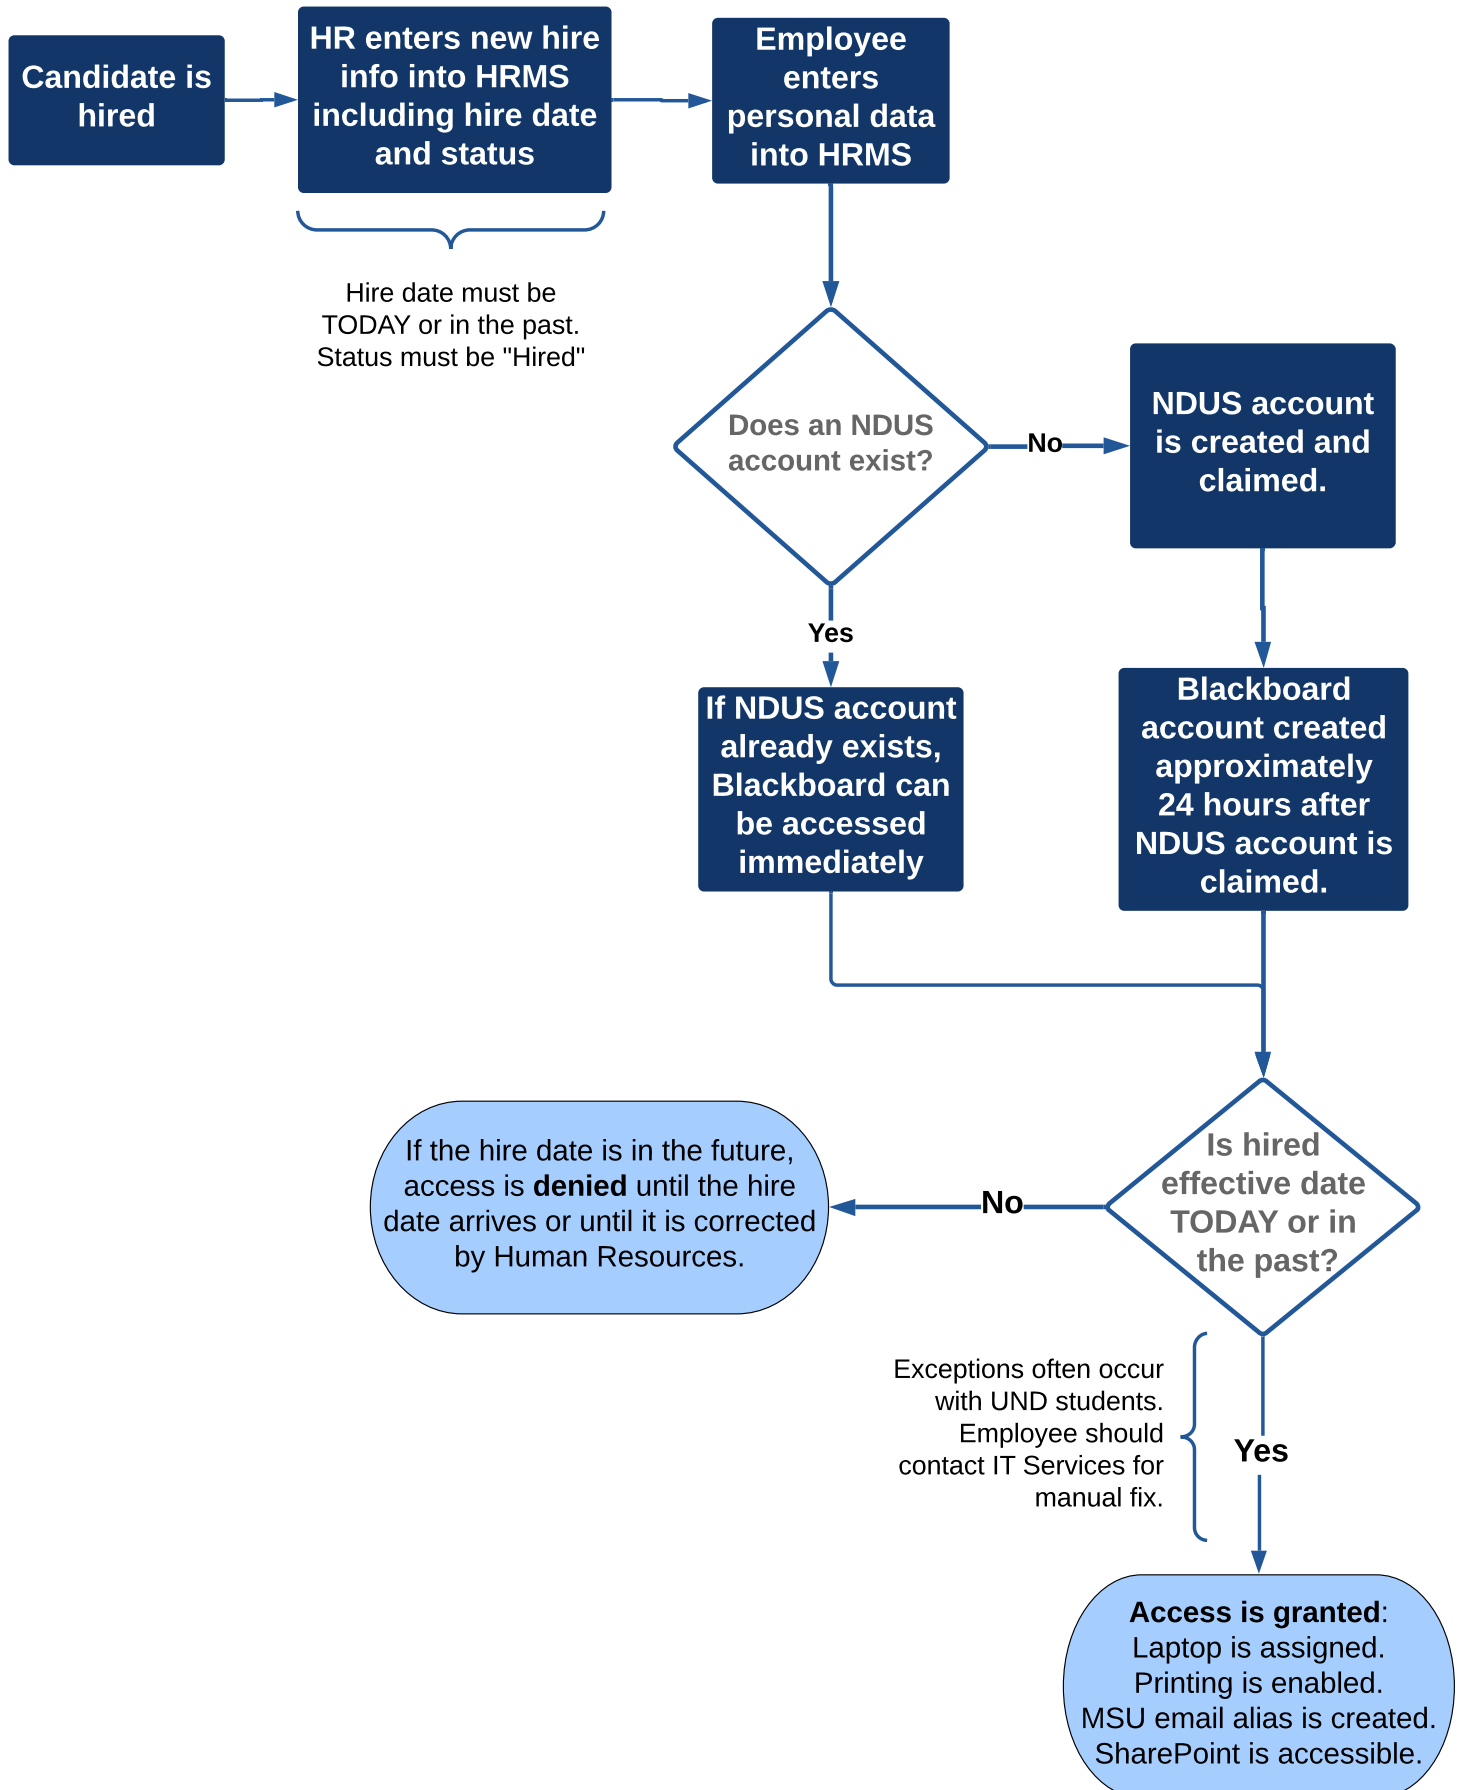 Candidate is
hired
HR enters new hire
info into HRMS
including hire date
and status
Employee
enters
personal data
into HRMS
Hire date must be
TODAY or in the past.
Status must be "Hired"
Does an NDUS
account exist?
No
NDUS account
is created and
claimed.
Yes
If NDUS account
already exists,
Blackboard can
be accessed
immediately
Blackboard
account created
approximately
24 hours after
NDUS account is
claimed.
Is hired
effective date
TODAY or in
the past?
No
If the hire date is in the future,
access is denied until the hire
date arrives or until it is corrected
by Human Resources.
Exceptions often occur
with UND students.
Employee should
contact IT Services for
manual fix.
Yes
Access is granted:
Laptop is assigned.
Printing is enabled.
MSU email alias is created.
SharePoint is accessible.